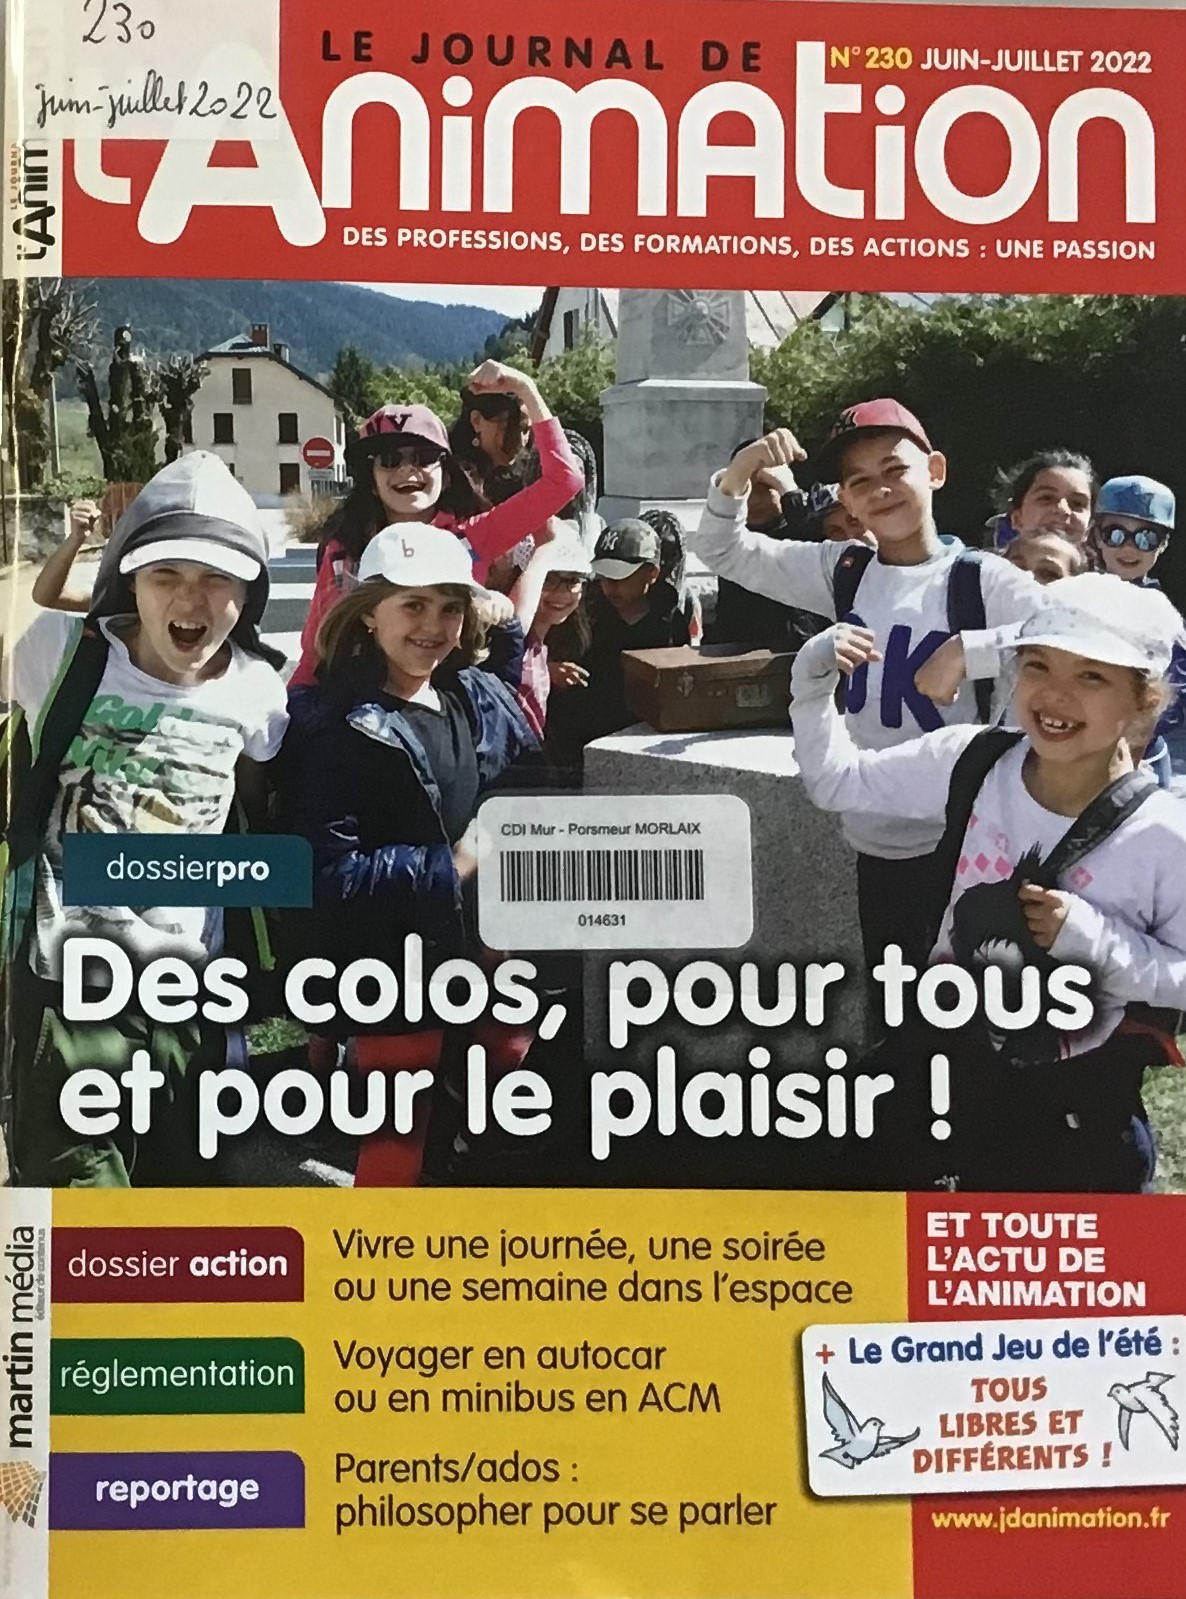 230
juin-juillet 2022
LE JOURNAL DE
N° 230 JUIN-JUILLET 2022
l'Animation
DES PROFESSIONS, DES FORMATIONS, DES ACTIONS : UNE PASSION
CDI Mur - Porsmeur MORLAIX
014631
dossierpro
Des colos, pour tous
et pour le plaisir !
dossier action
Vivre une journée, une soirée
ou une semaine dans l'espace
réglementation
Voyager en autocar
ou en minibus en ACM
reportage
Parents/ados :
philosopher pour se parler
ET TOUTE
L'ACTU DE
L'ANIMATION
+ Le Grand Jeu de l'été :
TOUS
LIBRES ET
DIFFÉRENTS !
www.jdanimation.fr
martin média
éditeur de contenus